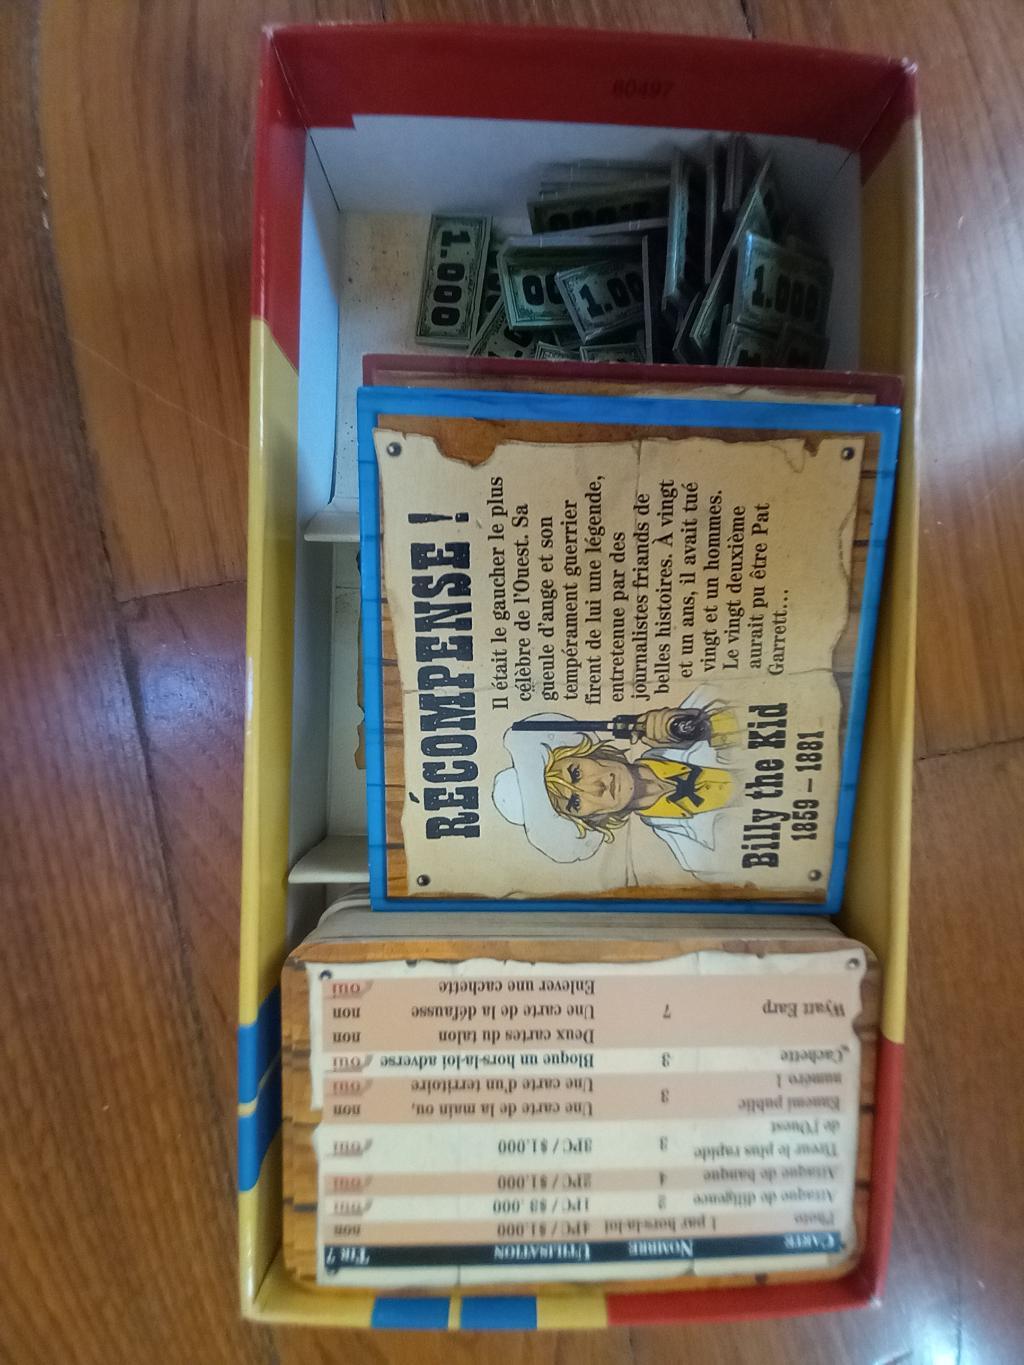 60497
1.000
1.00
1.000
RÉCOMPENSE !
Il était le gaucher le plus
célèbre de l'Ouest. Sa
gueule d'ange et son
tempérament guerrier
firent de lui une légende,
entretenue par des
journalistes friands de
belles histoires. À vingt
et un ans, il avait tué
vingt et un hommes.
Le vingt deuxième
aurait pu être Pat
Garrett...
Billy the Kid
1859 – 1881
CARTE NOMBRE UTILISATION TIR ?
Photo 1 par hors-la-loi 4PC / $1.000 non
Attaque de diligence 2 1PC / $3.000 oui
Attaque de banque 4 2PC / $1.000 oui
Tireur le plus rapide 3 3PC / $1.000 oui
de l'Ouest
Ennemi public 3 Une carte de la main ou, non
numéro 1 Une carte d'un territoire oui
Cachette 3 Bloque un hors-la-loi adverse oui
Deux cartes du talon non
Wyatt Earp 7 Une carte de la défausse non
Enlever une cachette oui